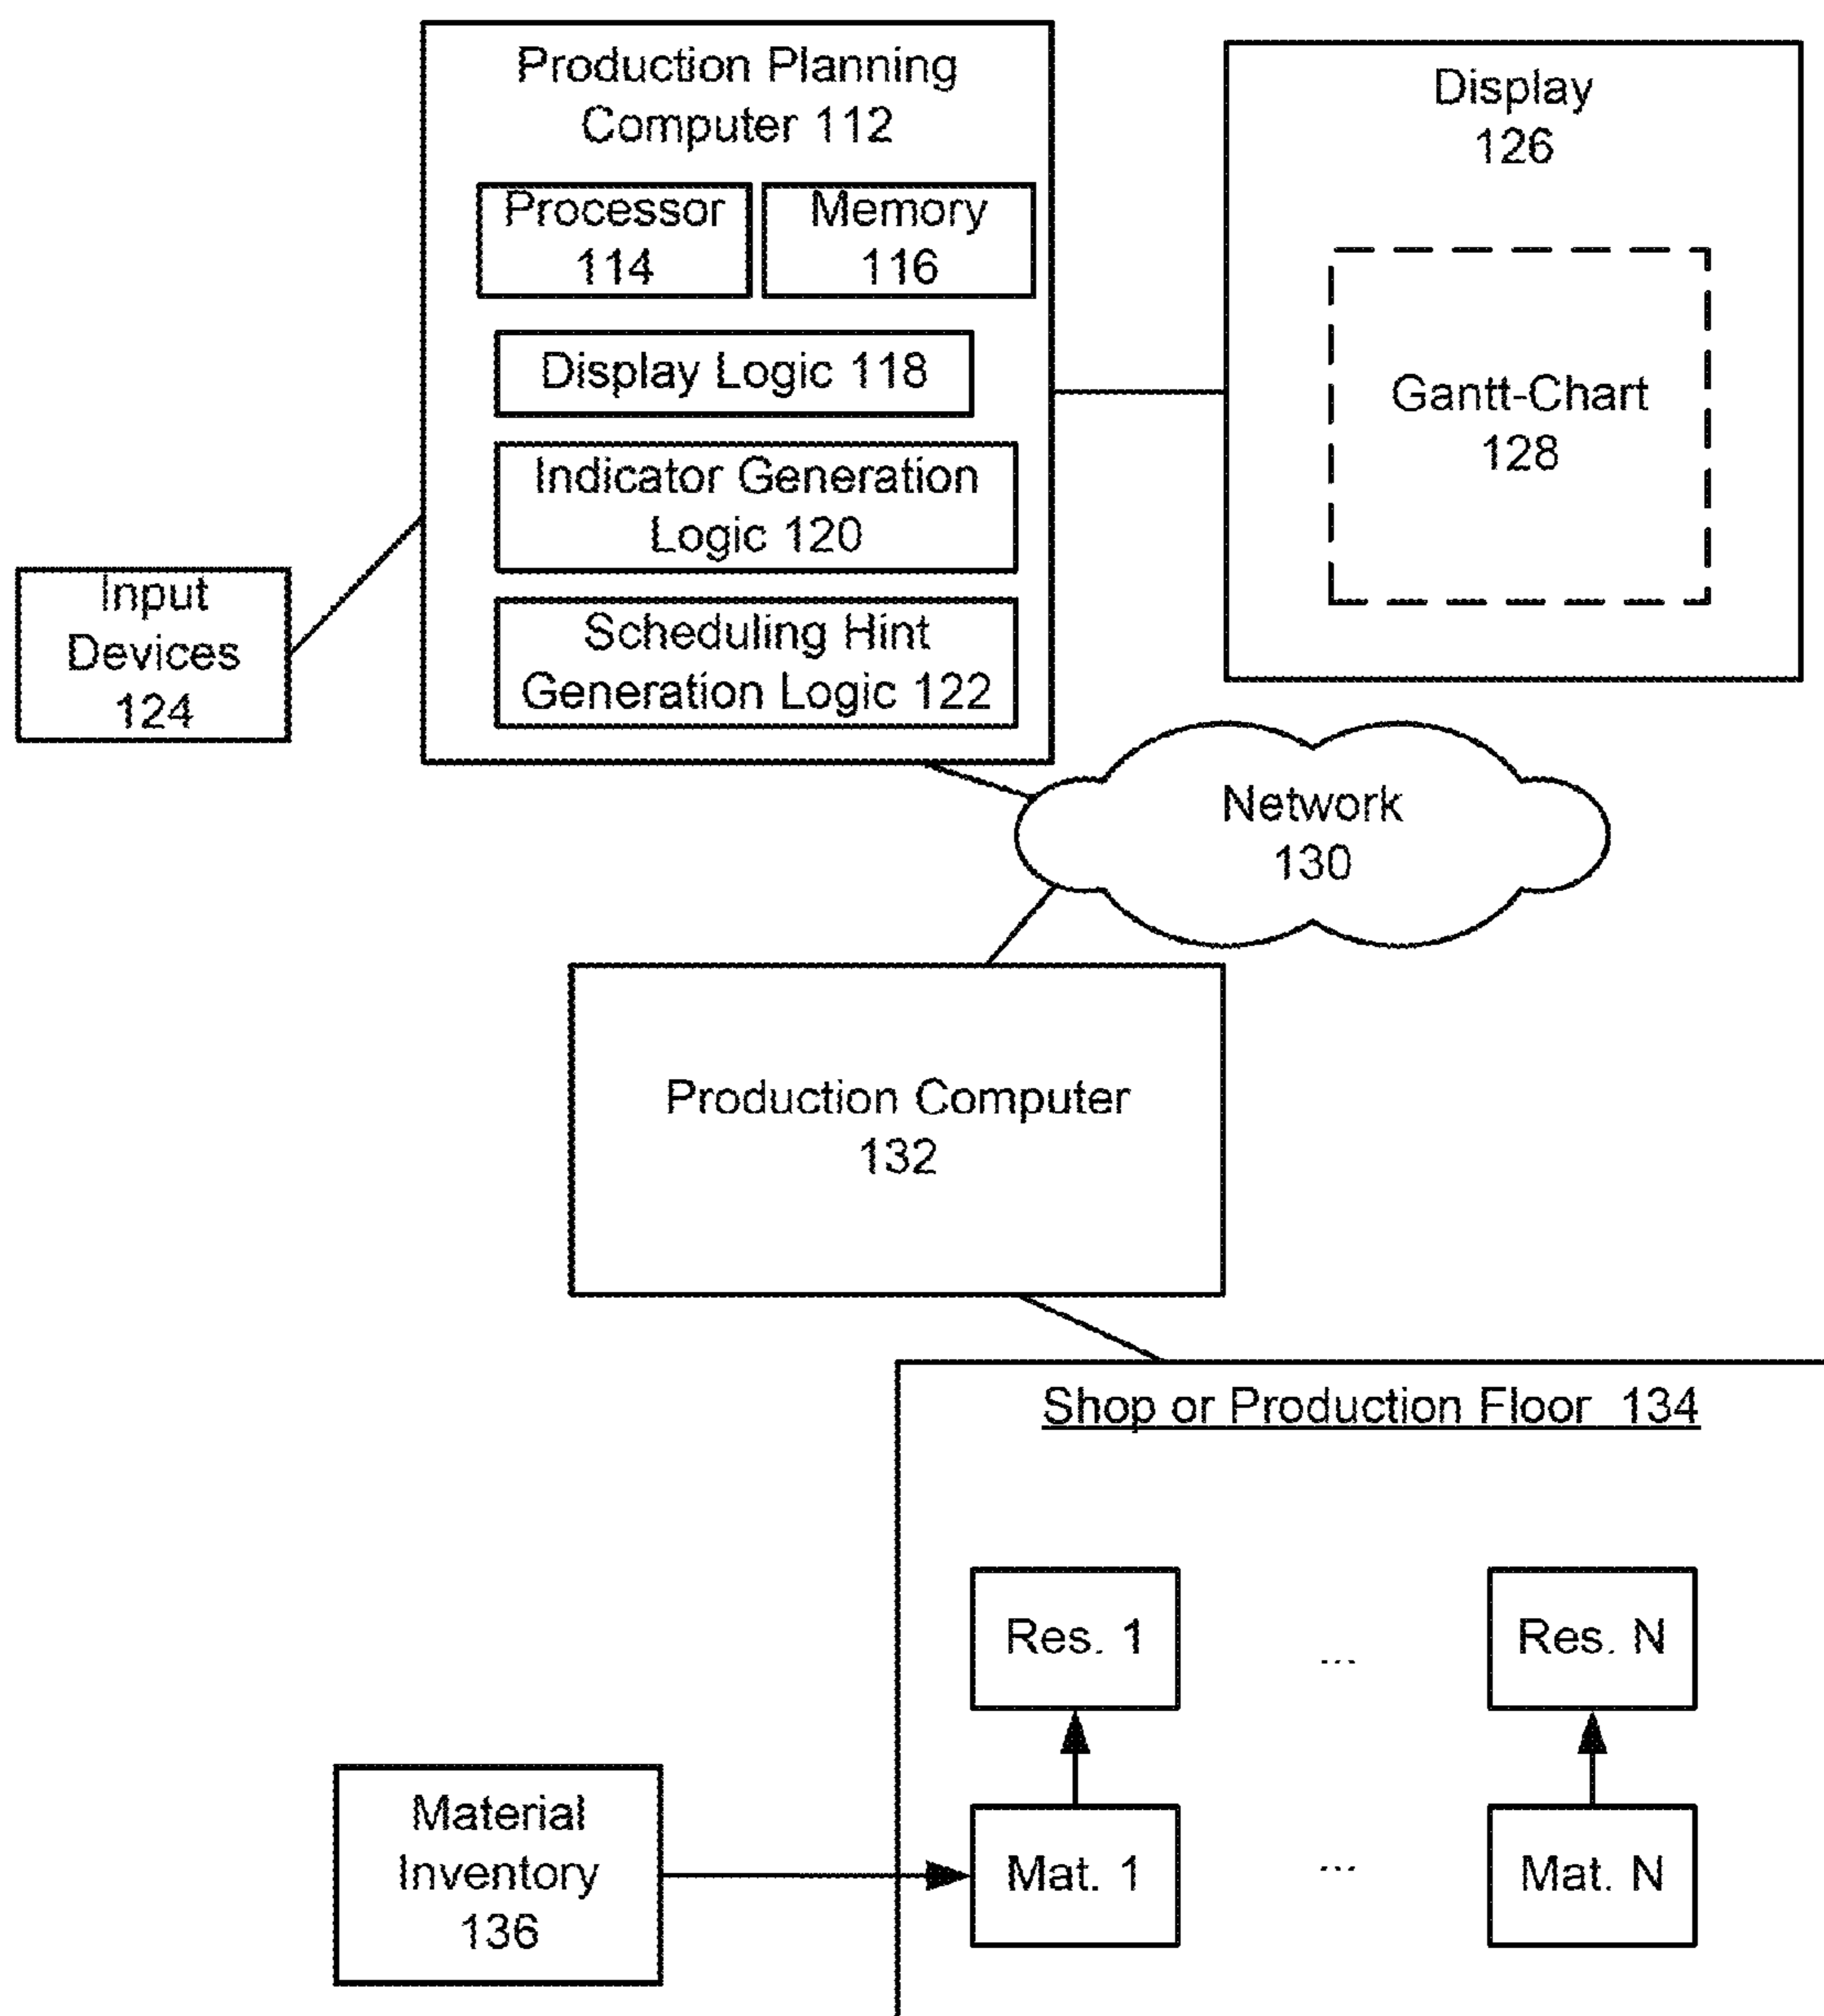 Production Planning
Computer 112
Processor
114
Memory
116
Display Logic 118
Indicator Generation
Logic 120
Scheduling Hint
Generation Logic 122
Display
126
Gantt-Chart
128
Input
Devices
124
Network
130
Production Computer
132
Shop or Production Floor 134
Res. 1
...
Res. N
Material
Inventory
136
Mat. 1
...
Mat. N